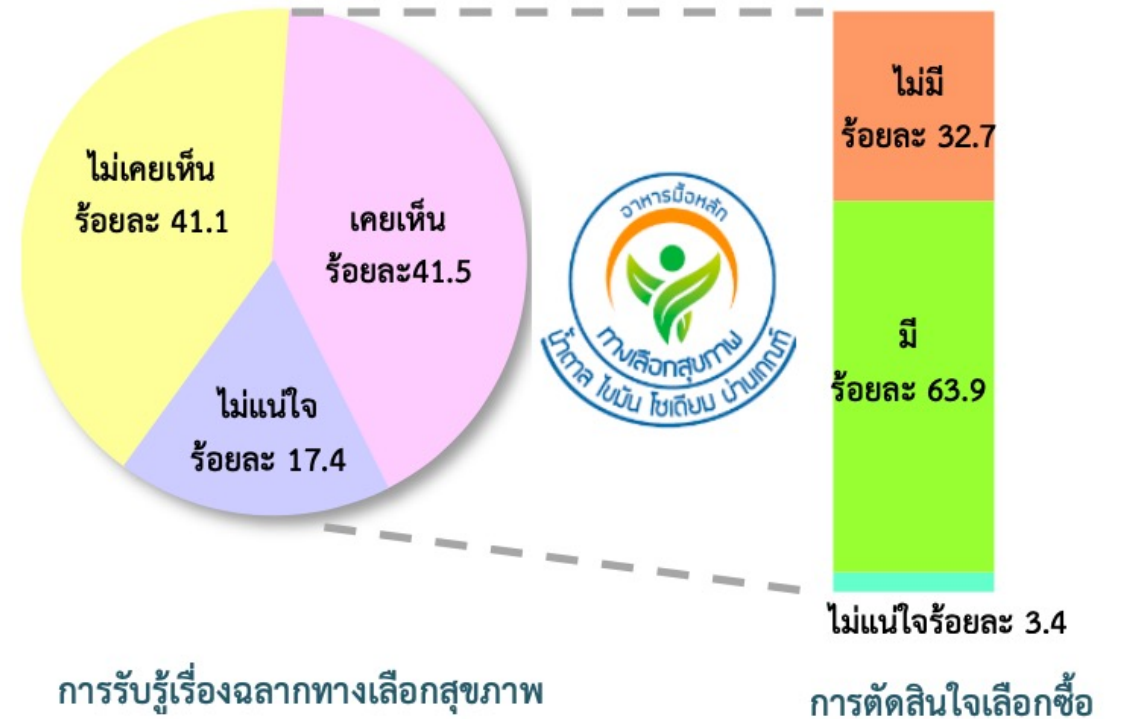 ไม่เคยเห็น
ร้อยละ 41.1
เคยเห็น
ร้อยละ41.5
ไม่แน่ใจ
ร้อยละ 17.4
อาหารมื้อหลัก
ทางเลือกสุขภาพ
น้ำตาล ไขมัน โซเดียม ผ่านเกณฑ์
ไม่มี
ร้อยละ 32.7
มี
ร้อยละ 63.9
ไม่แน่ใจร้อยละ 3.4
การรับรู้เรื่องฉลากทางเลือกสุขภาพ
การตัดสินใจเลือกซื้อ